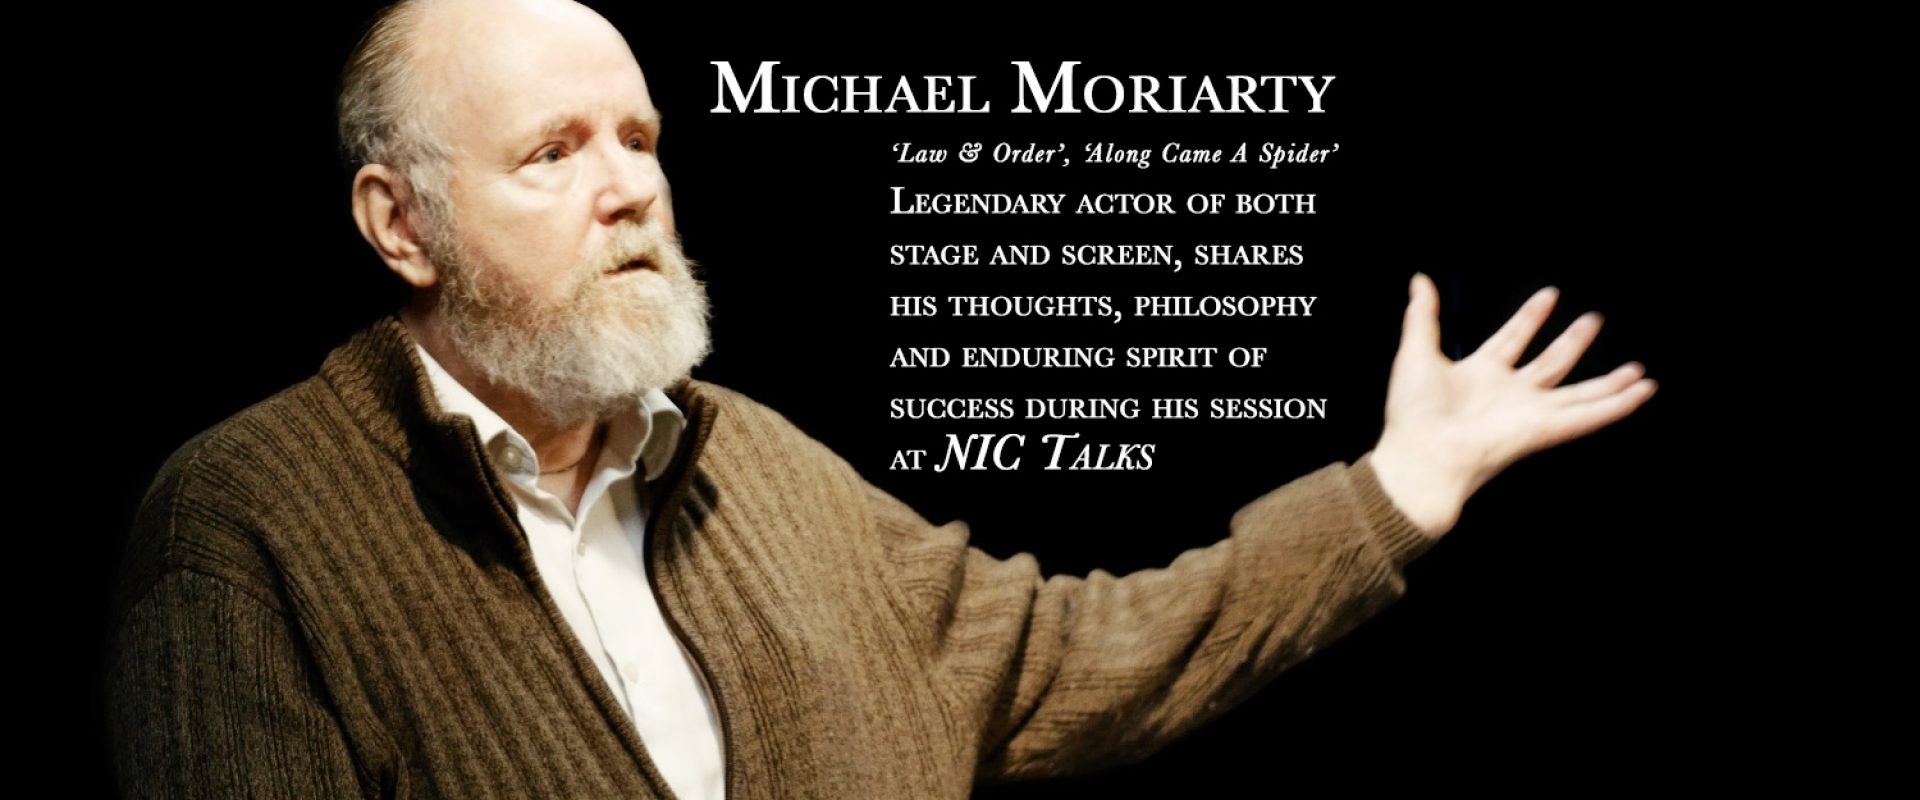 Michael Moriarty
‘Law & Order’, ‘Along Came A Spider’
Legendary actor of both
stage and screen, shares
his thoughts, philosophy
and enduring spirit of
success during his session
at NIC Talks